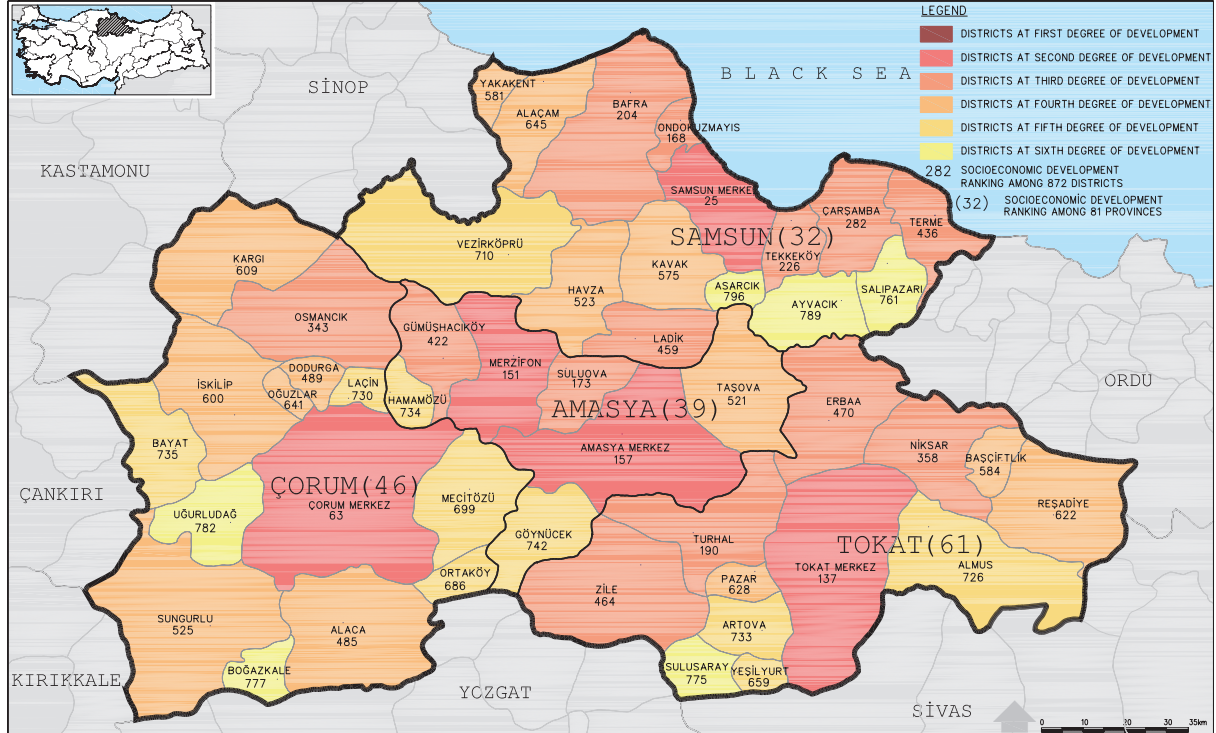 LEGEND
DISTRICTS AT FIRST DEGREE OF DEVELOPMENT
DISTRICTS AT SECOND DEGREE OF DEVELOPMENT
DISTRICTS AT THIRD DEGREE OF DEVELOPMENT
DISTRICTS AT FOURTH DEGREE OF DEVELOPMENT
DISTRICTS AT FIFTH DEGREE OF DEVELOPMENT
DISTRICTS AT SIXTH DEGREE OF DEVELOPMENT
282 SOCIOECONOMIC DEVELOPMENT
RANKING AMONG 872 DISTRICTS
(32) SOCIOECONOMIC DEVELOPMENT
RANKING AMONG 81 PROVINCES
BLACK SEA
SİNOP
KASTAMONU
YAKAKENT
581
ALAÇAM
645
BAFRA
204
ONDOKUZMAYIS
168
SAMSUN MERKEZ
25
SAMSUN(32)
ÇARŞAMBA
282
TERME
436
TEKKEKÖY
226
VEZİRKÖPRÜ
710
KAVAK
575
HAVZA
523
ASARCIK
796
AYVACIK
789
SALIPAZARI
761
LADİK
459
KARGI
609
OSMANCIK
343
GÜMÜŞHACIKÖY
422
MERZİFON
151
SULUOVA
173
TAŞOVA
521
AMASYA(39)
AMASYA MERKEZ
157
HAMAMÖZÜ
734
DODURGA
489
OĞUZLAR
641
LAÇİN
730
İSKİLİP
600
BAYAT
735
ÇANKIRI
UĞURLUDAĞ
782
ÇORUM(46)
ÇORUM MERKEZ
63
MECİTÖZÜ
699
GÖYNÜCEK
742
ORTAKÖY
686
SUNGURLU
525
ALACA
485
BOĞAZKALE
777
KIRIKKALE
YOZGAT
ERBAA
470
NİKSAR
358
BAŞÇİFTLİK
584
REŞADİYE
622
ORDU
TURHAL
190
TOKAT(61)
TOKAT MERKEZ
137
ALMUS
726
ZİLE
464
PAZAR
628
ARTOVA
733
SULUSARAY
775
YEŞİLYURT
659
SİVAS
0 10 20 30 35km